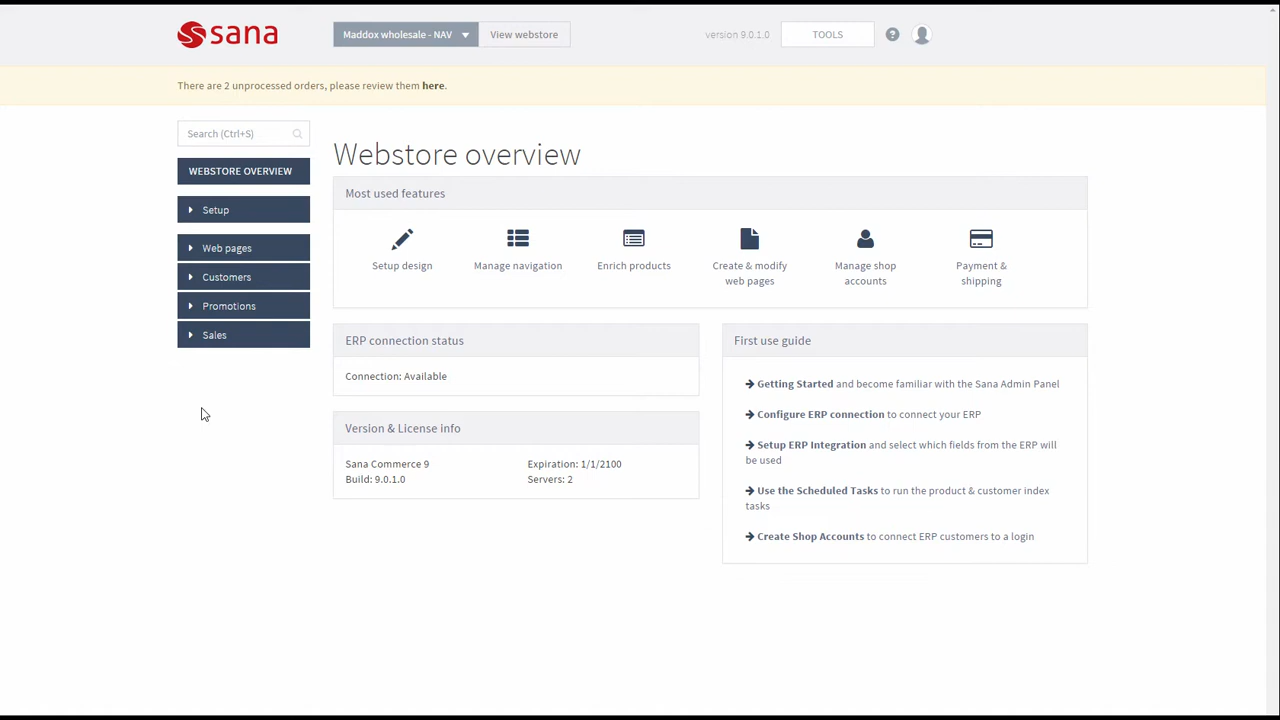 sana
Maddox wholesale - NAV
View webstore
version 9.0.1.0
TOOLS
?
There are 2 unprocessed orders, please review them here.
Search (Ctrl+S)
WEBSTORE OVERVIEW
Setup
Web pages
Customers
Promotions
Sales
Webstore overview
Most used features
Setup design
Manage navigation
Enrich products
Create & modify
web pages
Manage shop
accounts
Payment &
shipping
ERP connection status
Connection: Available
Version & License info
Sana Commerce 9
Expiration: 1/1/2100
Build: 9.0.1.0
Servers: 2
First use guide
Getting Started and become familiar with the Sana Admin Panel
Configure ERP connection to connect your ERP
Setup ERP Integration and select which fields from the ERP will
be used
Use the Scheduled Tasks to run the product & customer index
tasks
Create Shop Accounts to connect ERP customers to a login